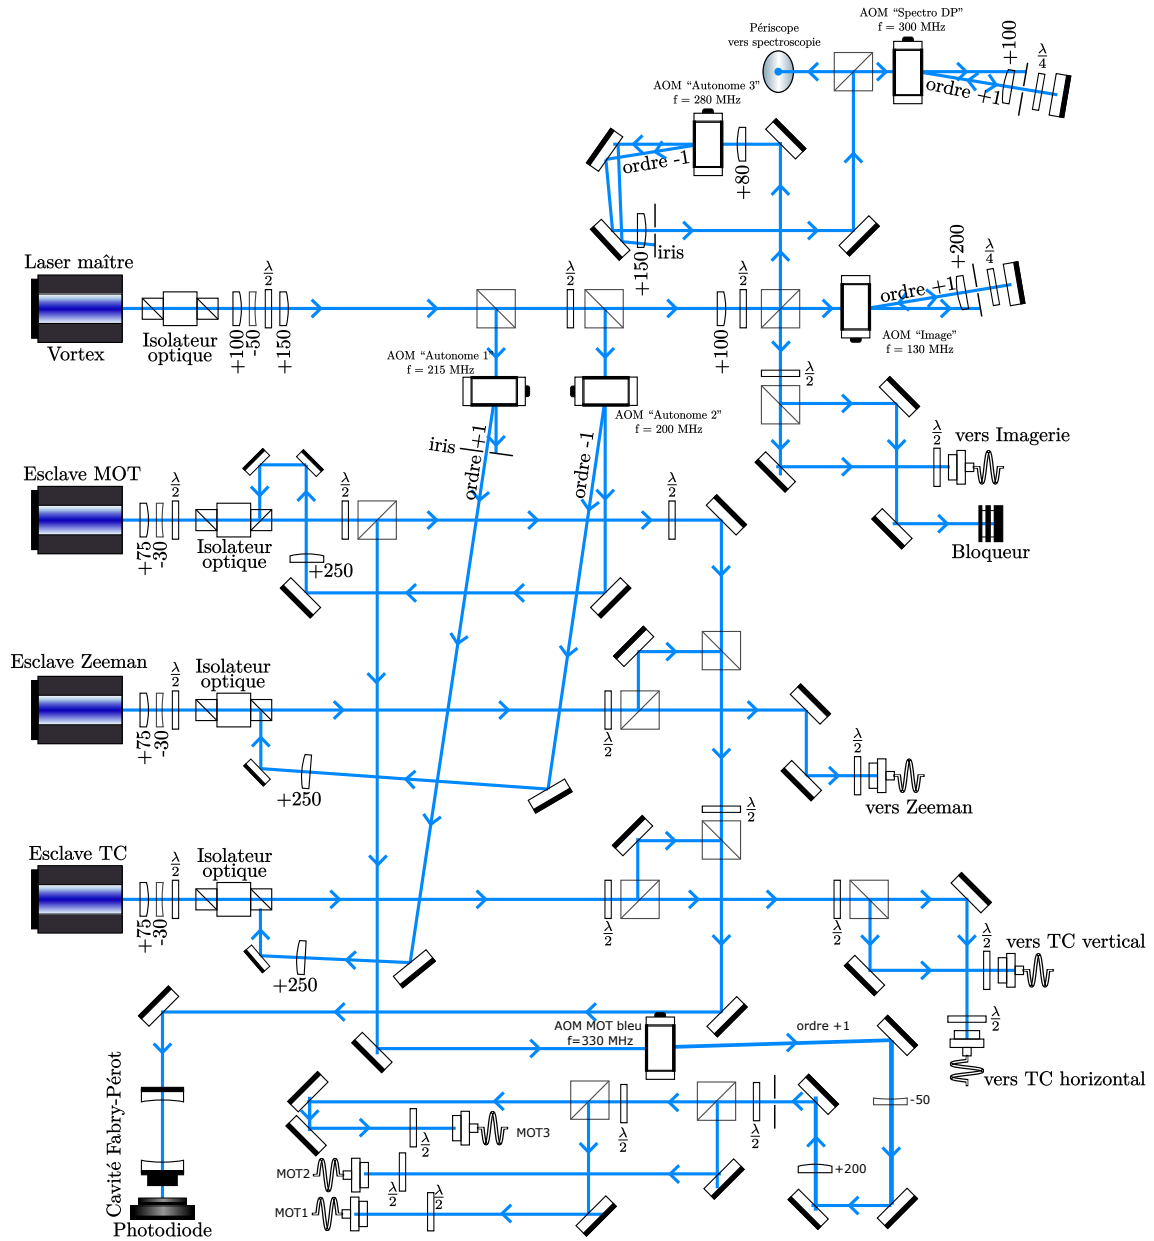 AOM “Spectro DP”
f = 300 MHz
Périscope
vers spectroscopie
+100
λ/4
ordre +1
AOM “Autonome 3”
f = 280 MHz
ordre -1
+80
+150
iris
Laser maître
Vortex
Isolateur
optique
+100
-50
λ/2
+150
λ/2
+100
λ/2
ordre +1
+200
λ/4
AOM “Image”
f = 130 MHz
AOM “Autonome 1”
f = 215 MHz
AOM “Autonome 2”
f = 200 MHz
λ/2
iris
ordre +1
ordre -1
λ/2
vers Imagerie
Bloqueur
Esclave MOT
+75
-30
λ/2
Isolateur
optique
λ/2
+250
λ/2
Esclave Zeeman
+75
-30
λ/2
Isolateur
optique
+250
λ/2
λ/2
vers Zeeman
λ/2
Esclave TC
+75
-30
λ/2
Isolateur
optique
+250
λ/2
λ/2
λ/2
vers TC vertical
λ/2
vers TC horizontal
AOM MOT bleu
f=330 MHz
ordre +1
-50
+200
λ/2
λ/2
λ/2
MOT3
MOT2
λ/2
MOT1
λ/2
Cavité Fabry-Pérot
Photodiode